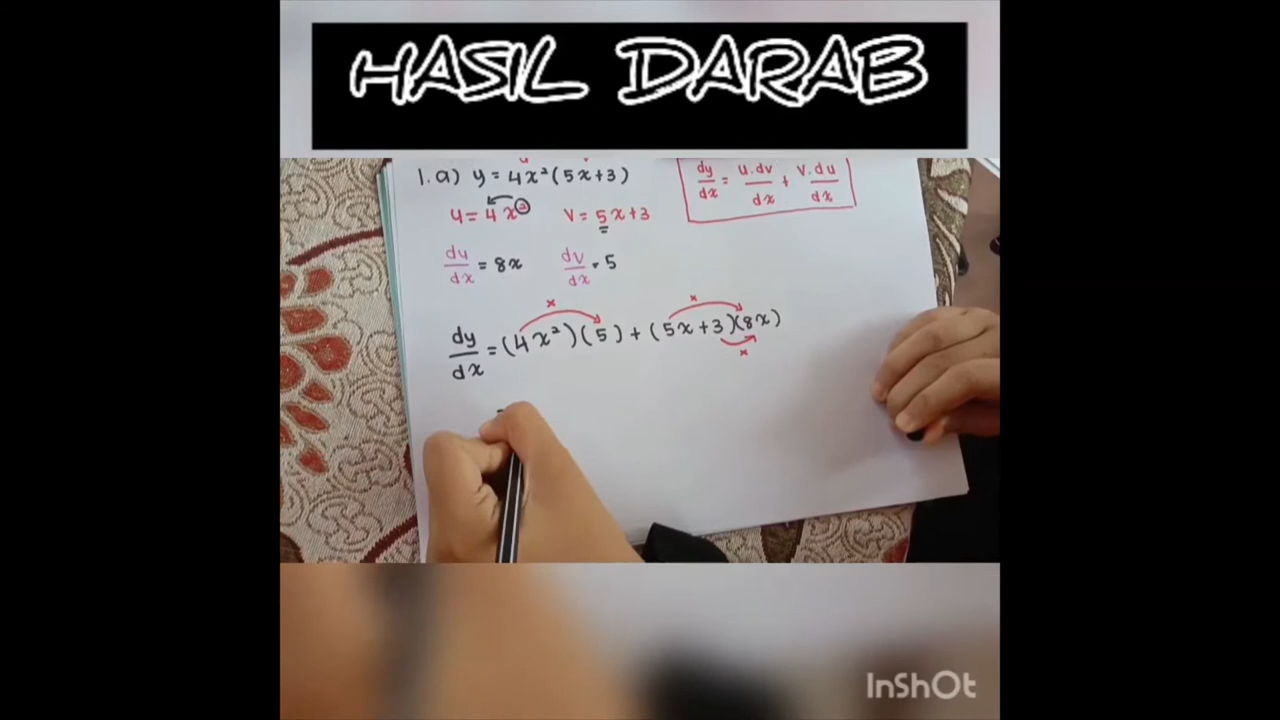 HASIL DARAB
1.a) y = 4x²(5x+3)
dy/dx = u.dv/dx + v.du/dx
u = 4x² v = 5x+3
du/dx = 8x dv/dx = 5
dy/dx = (4x²)(5) + (5x+3)(8x)
InShOt